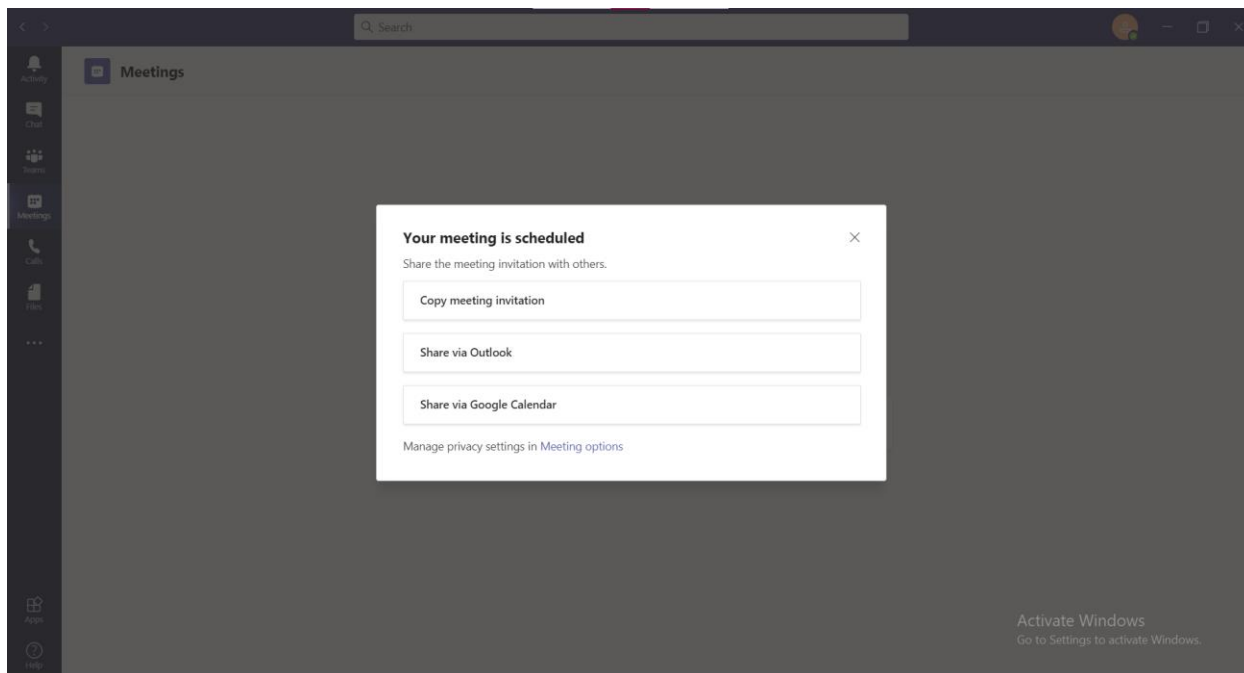 Search
Activity
Meetings
Chat
Teams
Meetings
Calls
Files
Your meeting is scheduled
Share the meeting invitation with others.
Copy meeting invitation
Share via Outlook
Share via Google Calendar
Manage privacy settings in Meeting options
Apps
Help
Activate Windows
Go to Settings to activate Windows.